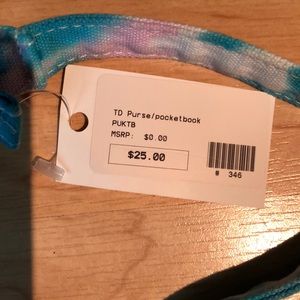 TD Purse/pocketbook
PUKTB
MSRP: $0.00
$25.00
# 346